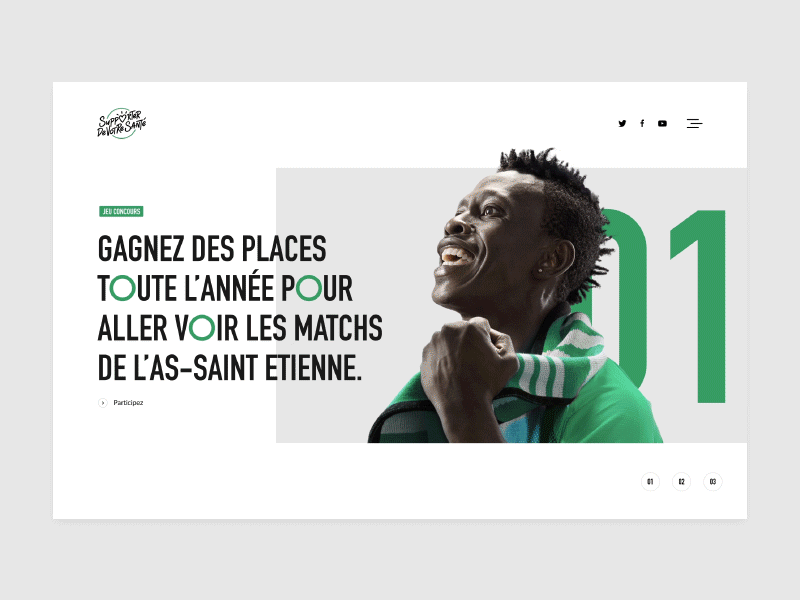 SUPPORTER
DE VOTRE SANTÉ
JEU CONCOURS
GAGNEZ DES PLACES
TOUTE L'ANNÉE POUR
ALLER VOIR LES MATCHS
DE L'AS-SAINT ETIENNE.
Participez
01
01
02
03